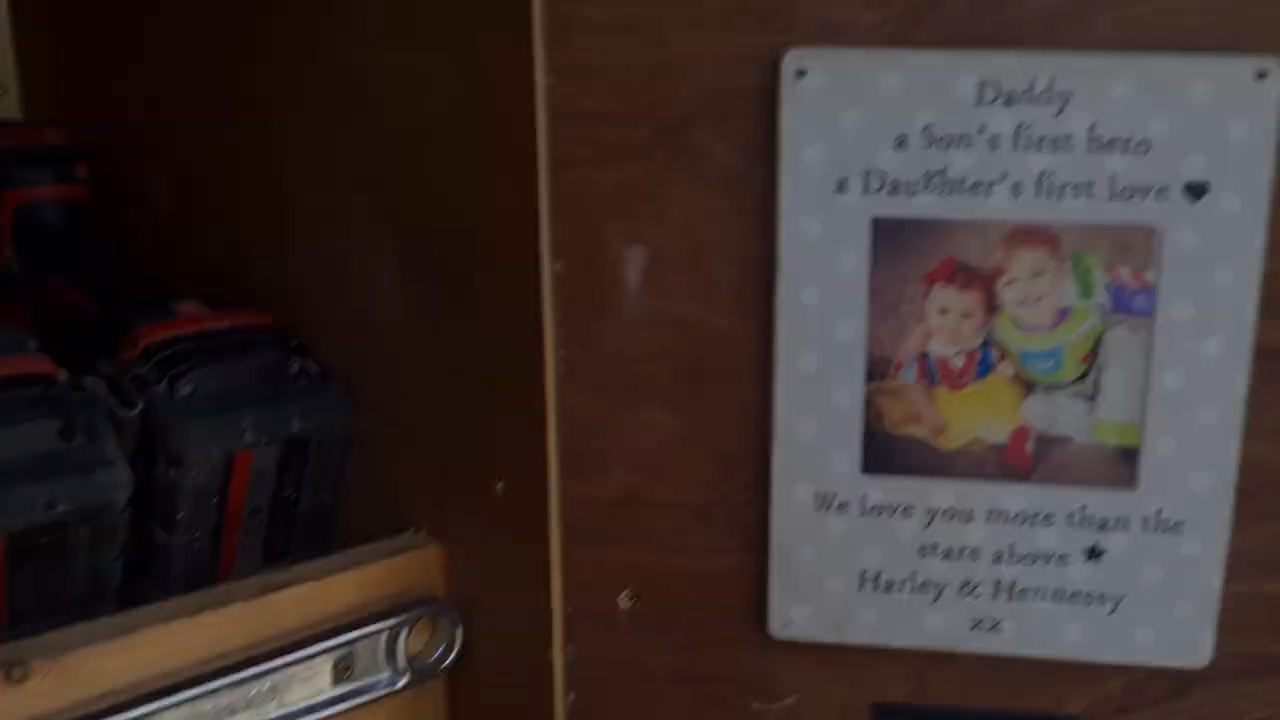 Daddy
a Son's first hero
a Daughter's first love
We love you more than the
stars above
Harley & Hennessy
xx